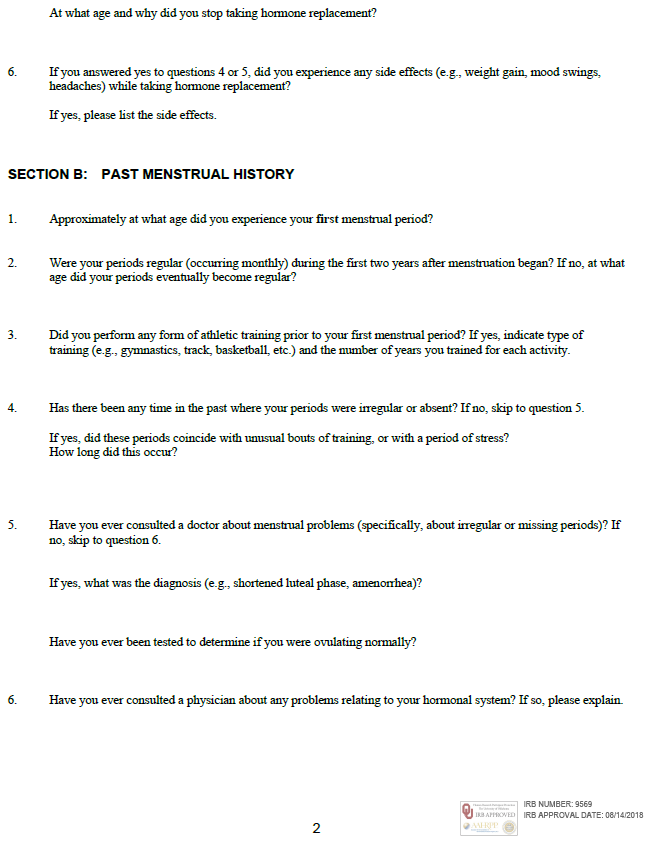 At what age and why did you stop taking hormone replacement?
6. If you answered yes to questions 4 or 5, did you experience any side effects (e.g., weight gain, mood swings,
headaches) while taking hormone replacement?
If yes, please list the side effects.
SECTION B: PAST MENSTRUAL HISTORY
1. Approximately at what age did you experience your first menstrual period?
2. Were your periods regular (occurring monthly) during the first two years after menstruation began? If no, at what
age did your periods eventually become regular?
3. Did you perform any form of athletic training prior to your first menstrual period? If yes, indicate type of
training (e.g., gymnastics, track, basketball, etc.) and the number of years you trained for each activity.
4. Has there been any time in the past where your periods were irregular or absent? If no, skip to question 5.
If yes, did these periods coincide with unusual bouts of training, or with a period of stress?
How long did this occur?
5. Have you ever consulted a doctor about menstrual problems (specifically, about irregular or missing periods)? If
no, skip to question 6.
If yes, what was the diagnosis (e.g., shortened luteal phase, amenorrhea)?
Have you ever been tested to determine if you were ovulating normally?
6. Have you ever consulted a physician about any problems relating to your hormonal system? If so, please explain.
IRB APPROVED
IRB NUMBER: 9569
IRB APPROVAL DATE: 08/14/2018
2